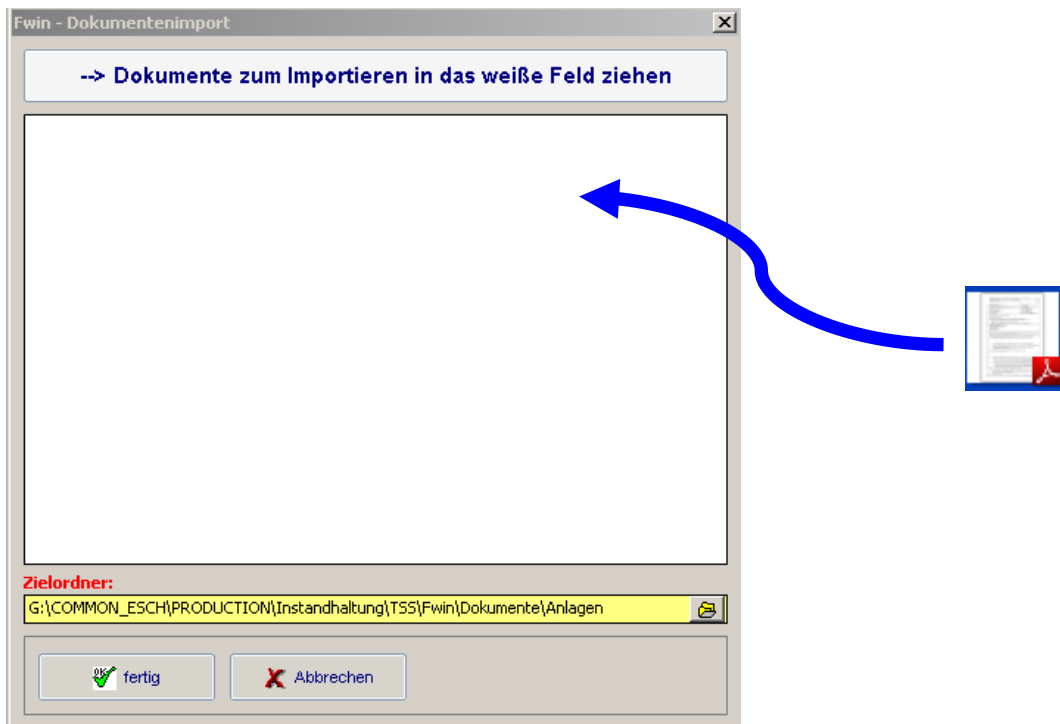 Fwin - Dokumentenimport
--> Dokumente zum Importieren in das weiße Feld ziehen
Zielordner:
G:\COMMON_ESCH\PRODUCTION\Instandhaltung\TSS\Fwin\Dokumente\Anlagen
OK fertig
Abbrechen